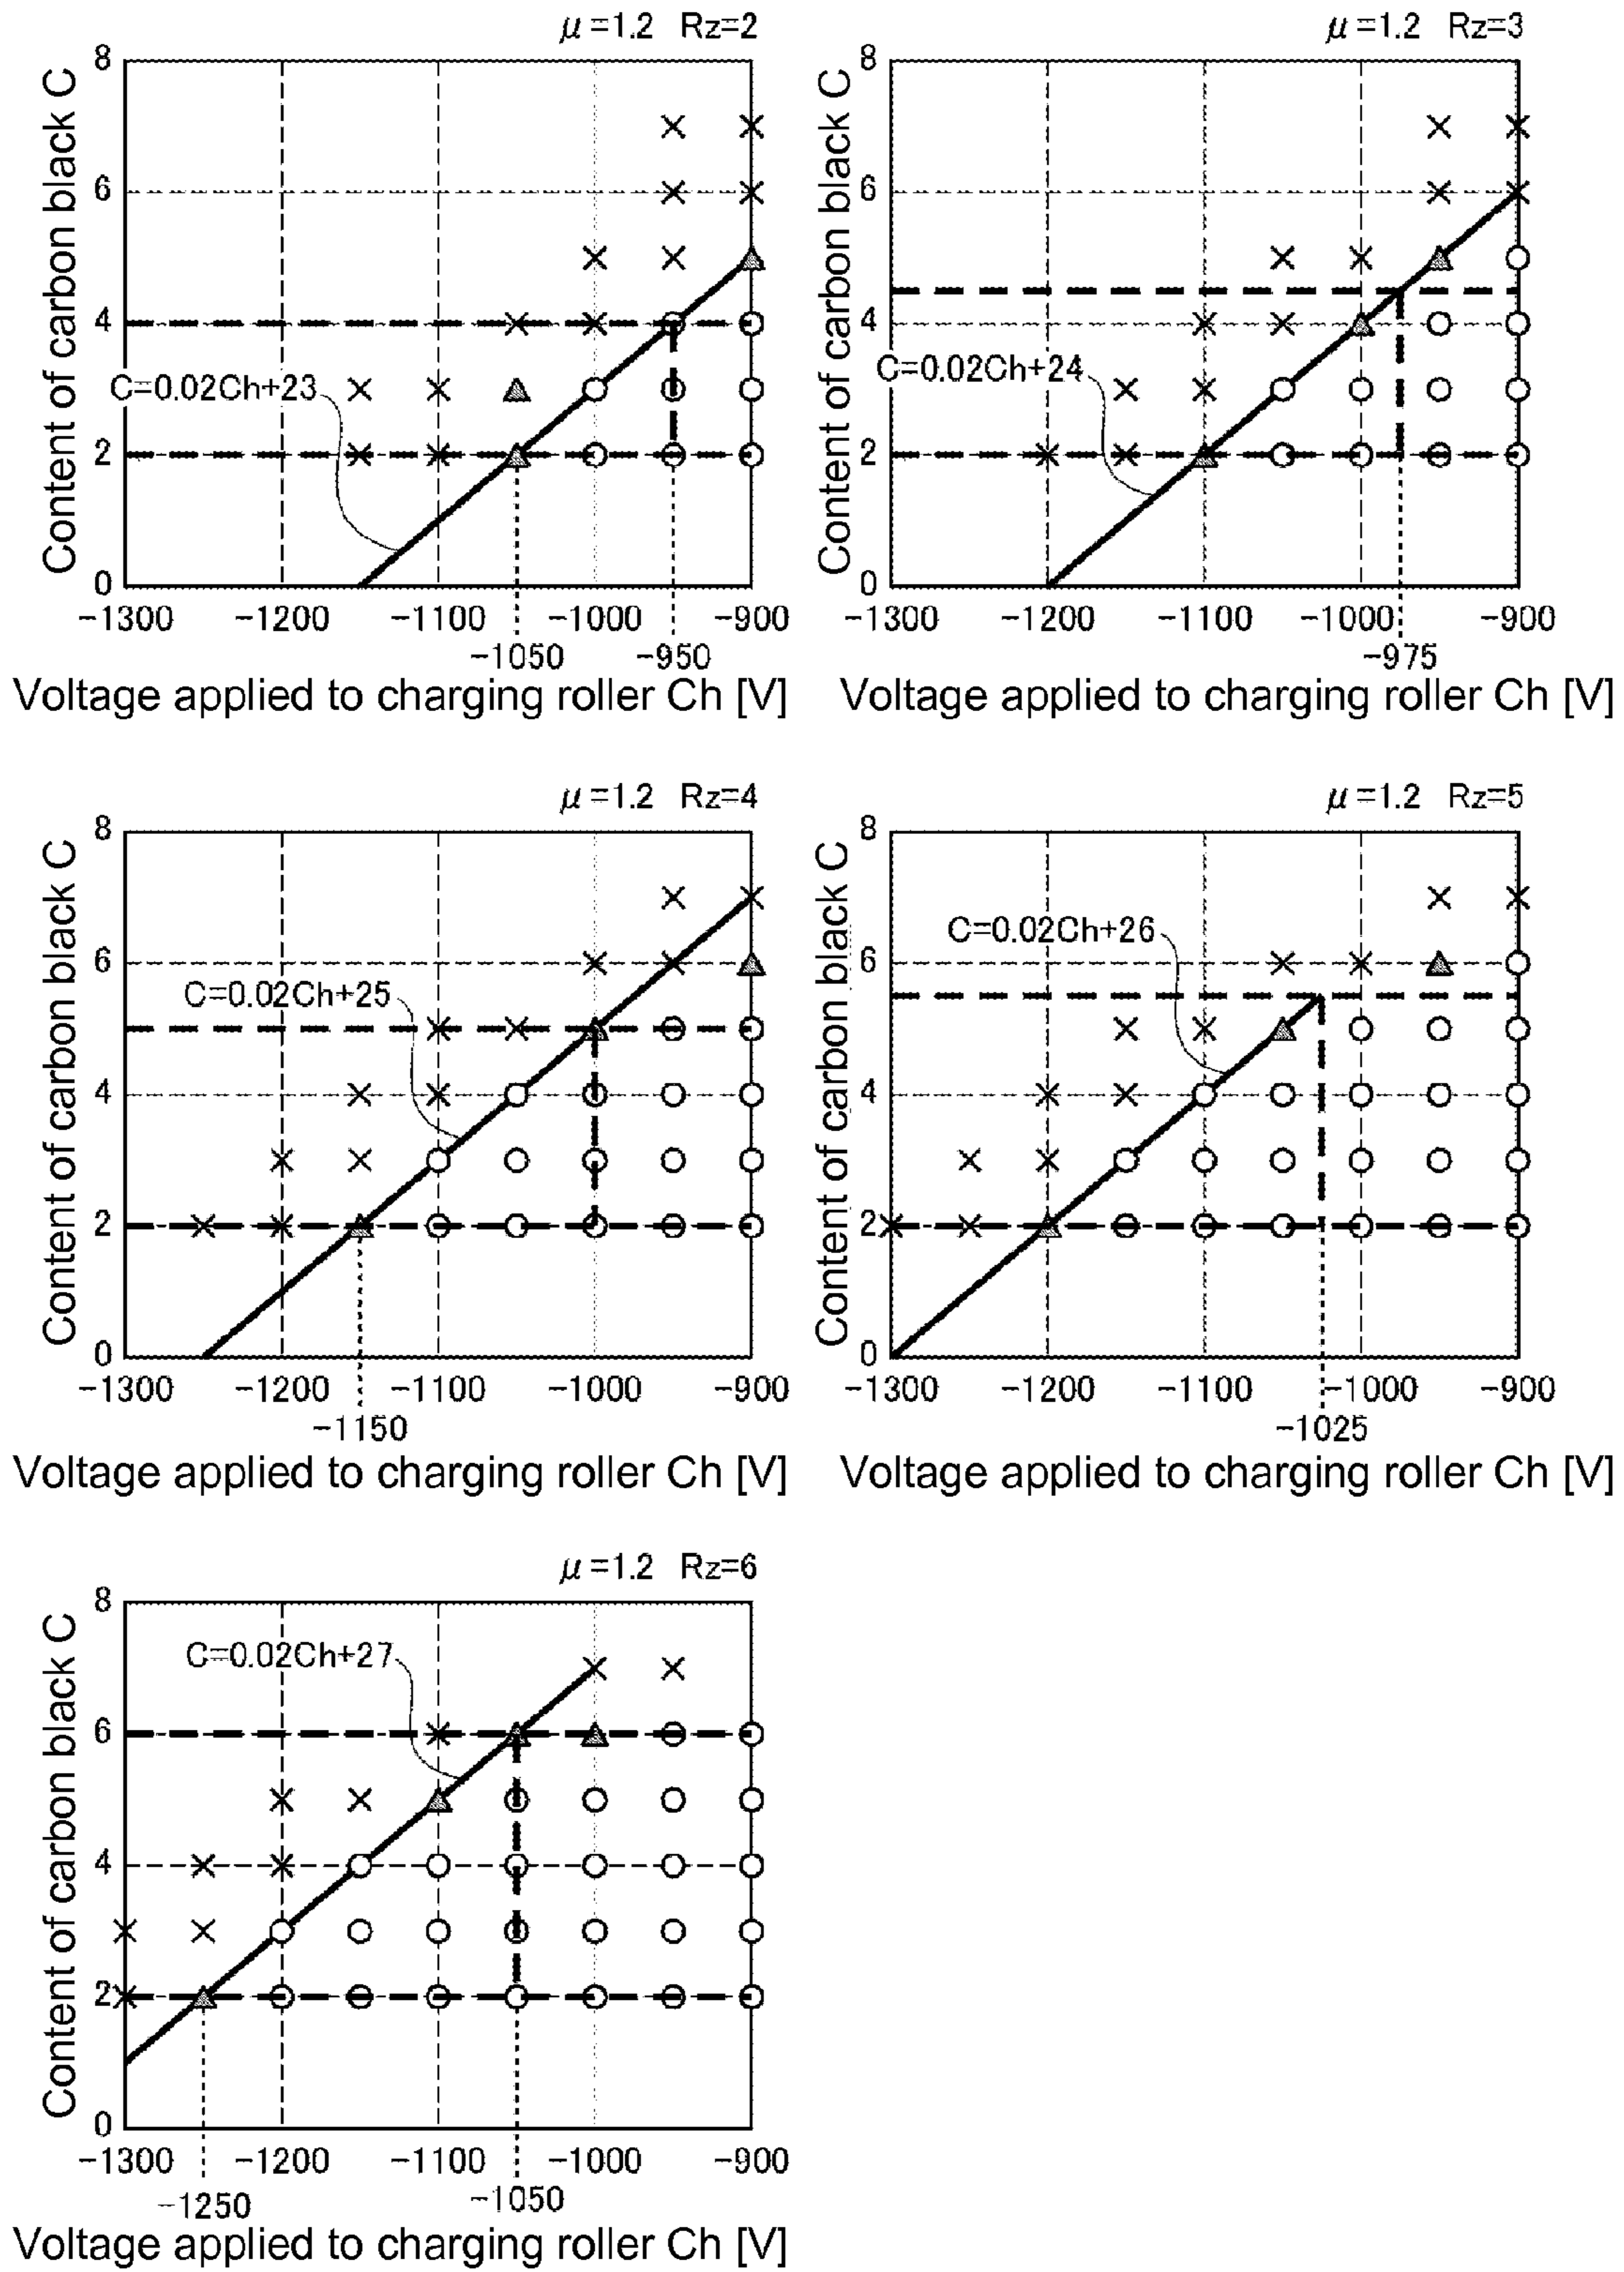 μ=1.2 Rz=2
Content of carbon black C
8
6
4
2
0
C=0.02Ch+23
-1300 -1200 -1100 -1000 -900
-1050 -950
Voltage applied to charging roller Ch [V]
μ=1.2 Rz=3
Content of carbon black C
8
6
4
2
0
C=0.02Ch+24
-1300 -1200 -1100 -1000 -900
-975
Voltage applied to charging roller Ch [V]
μ=1.2 Rz=4
Content of carbon black C
8
6
4
2
0
C=0.02Ch+25
-1300 -1200 -1100 -1000 -900
-1150
Voltage applied to charging roller Ch [V]
μ=1.2 Rz=5
Content of carbon black C
8
6
4
2
0
C=0.02Ch+26
-1300 -1200 -1100 -1000 -900
-1025
Voltage applied to charging roller Ch [V]
μ=1.2 Rz=6
Content of carbon black C
8
6
4
2
0
C=0.02Ch+27
-1300 -1200 -1100 -1000 -900
-1250 -1050
Voltage applied to charging roller Ch [V]